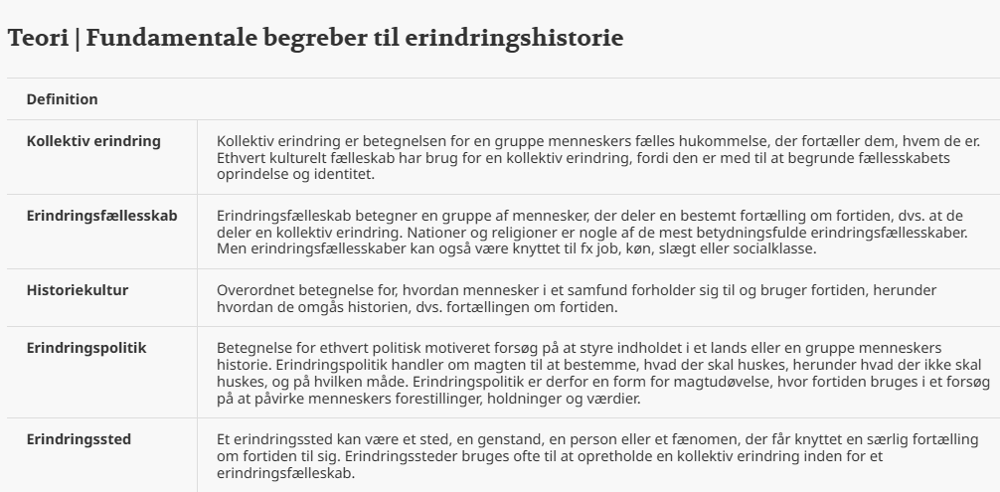 Teori | Fundamentale begreber til erindringshistorie
Definition
Kollektiv erindring
Kollektiv erindring er betegnelsen for en gruppe menneskers fælles hukommelse, der fortæller dem, hvem de er.
Ethvert kulturelt fælleskab har brug for en kollektiv erindring, fordi den er med til at begrunde fællesskabets
oprindelse og identitet.
Erindringsfællesskab
Erindringsfælleskab betegner en gruppe af mennesker, der deler en bestemt fortælling om fortiden, dvs. at de
deler en kollektiv erindring. Nationer og religioner er nogle af de mest betydningsfulde erindringsfællesskaber.
Men erindringsfællesskaber kan også være knyttet til fx job, køn, slægt eller socialklasse.
Historiekultur
Overordnet betegnelse for, hvordan mennesker i et samfund forholder sig til og bruger fortiden, herunder
hvordan de omgås historien, dvs. fortællingen om fortiden.
Erindringspolitik
Betegnelse for ethvert politisk motiveret forsøg på at styre indholdet i et lands eller en gruppe menneskers
historie. Erindringspolitik handler om magten til at bestemme, hvad der skal huskes, herunder hvad der ikke skal
huskes, og på hvilken måde. Erindringspolitik er derfor en form for magtudøvelse, hvor fortiden bruges i et forsøg
på at påvirke menneskers forestillinger, holdninger og værdier.
Erindringssted
Et erindringssted kan være et sted, en genstand, en person eller et fænomen, der får knyttet en særlig fortælling
om fortiden til sig. Erindringssteder bruges ofte til at opretholde en kollektiv erindring inden for et
erindringsfælleskab.